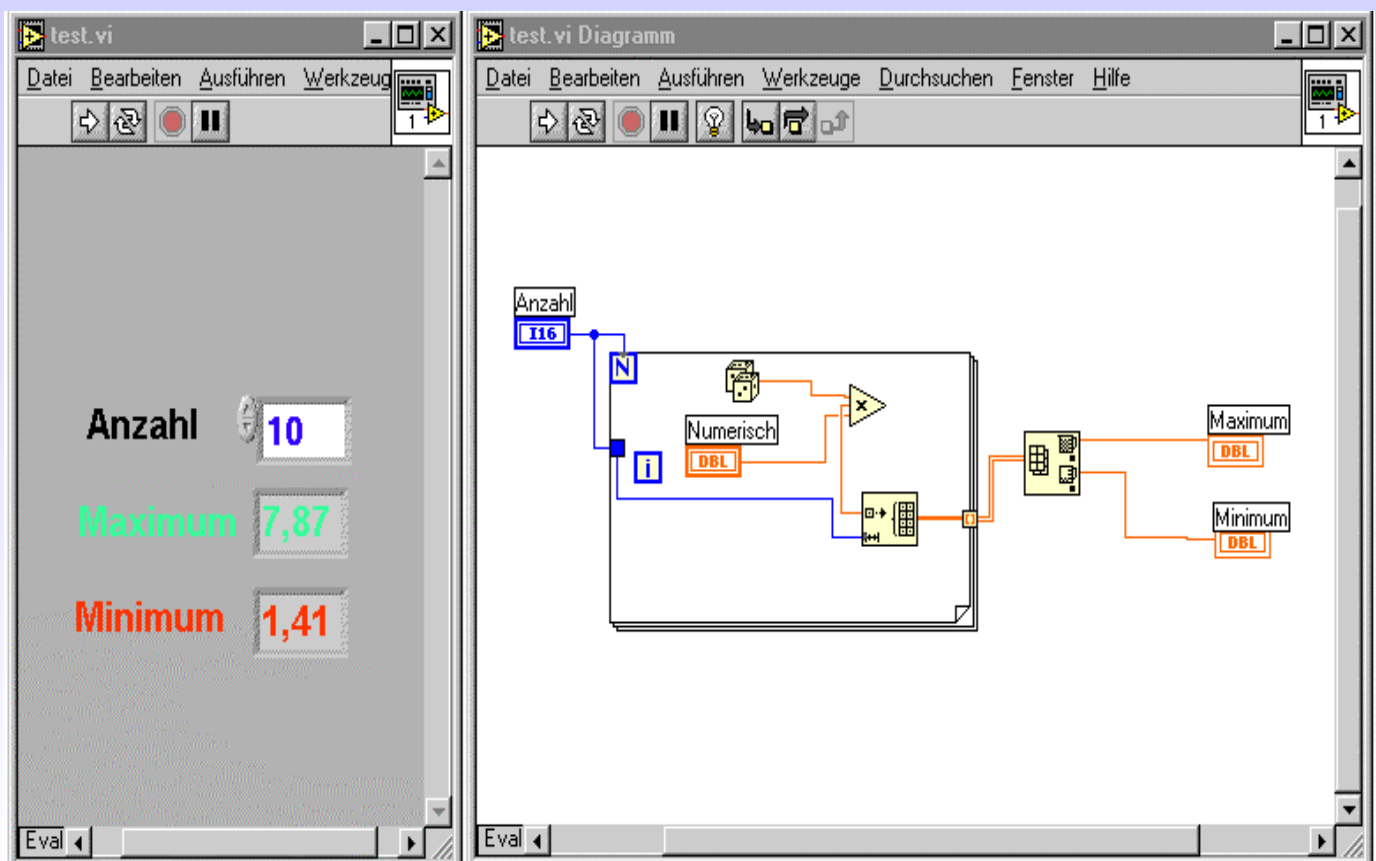 test.vi
Datei Bearbeiten Ausführen Werkzeug
1
Anzahl 10
Maximum 7,87
Minimum 1,41
Eval
test.vi Diagramm
Datei Bearbeiten Ausführen Werkzeuge Durchsuchen Fenster Hilfe
1
Anzahl
I16
N
Numerisch
DBL
i
x
Maximum
DBL
Minimum
DBL
Eval